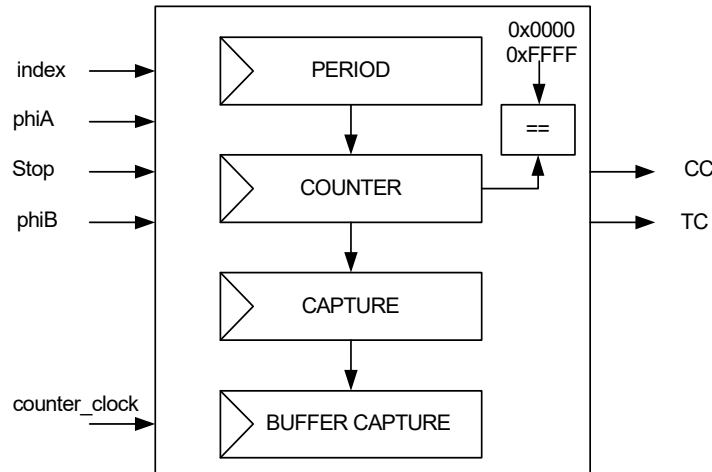 0x0000
0xFFFF
index
PERIOD
phiA
==
Stop
COUNTER
CC
phiB
TC
CAPTURE
counter_clock
BUFFER CAPTURE